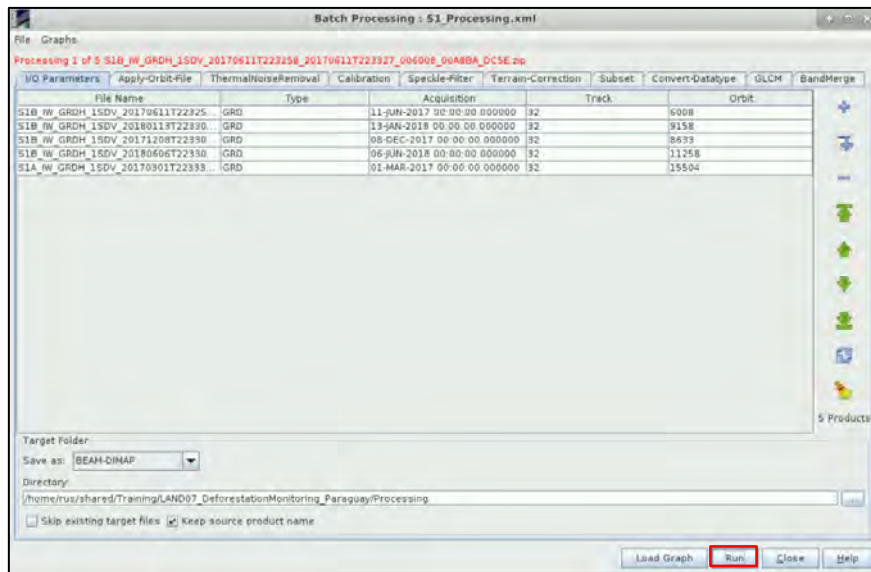 Batch Processing : S1_Processing.xml
File Graphs
Processing 1 of 5 S1B_IW_GRDH_1SDV_20170611T223258_20170611T223327_006008_00A8BA_DC5E.zip
I/O Parameters Apply-Orbit-File ThermalNoiseRemoval Calibration Speckle-Filter Terrain-Correction Subset Convert-Datatype GLCM BandMerge
File Name Type Acquisition Track Orbit
S1B_IW_GRDH_1SDV_20170611T22325... GRD 11-JUN-2017 00:00:00.000000 32 6008
S1B_IW_GRDH_1SDV_20180113T22330... GRD 13-JAN-2018 00:00:00.000000 32 9158
S1B_IW_GRDH_1SDV_20171208T22330... GRD 08-DEC-2017 00:00:00.000000 32 8633
S1B_IW_GRDH_1SDV_20180606T22330... GRD 06-JUN-2018 00:00:00.000000 32 11258
S1A_IW_GRDH_1SDV_20170301T22333... GRD 01-MAR-2017 00:00:00.000000 32 15504
5 Products
Target Folder
Save as: BEAM-DIMAP
Directory:
/home/rus/shared/Training/LAND07_DeforestationMonitoring_Paraguay/Processing
...
Skip existing target files Keep source product name
Load Graph Run Close Help